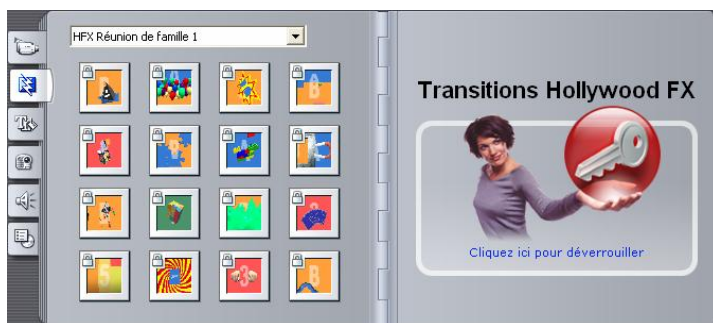 HFX Réunion de famille 1
Transitions Hollywood FX
Cliquez ici pour déverrouiller